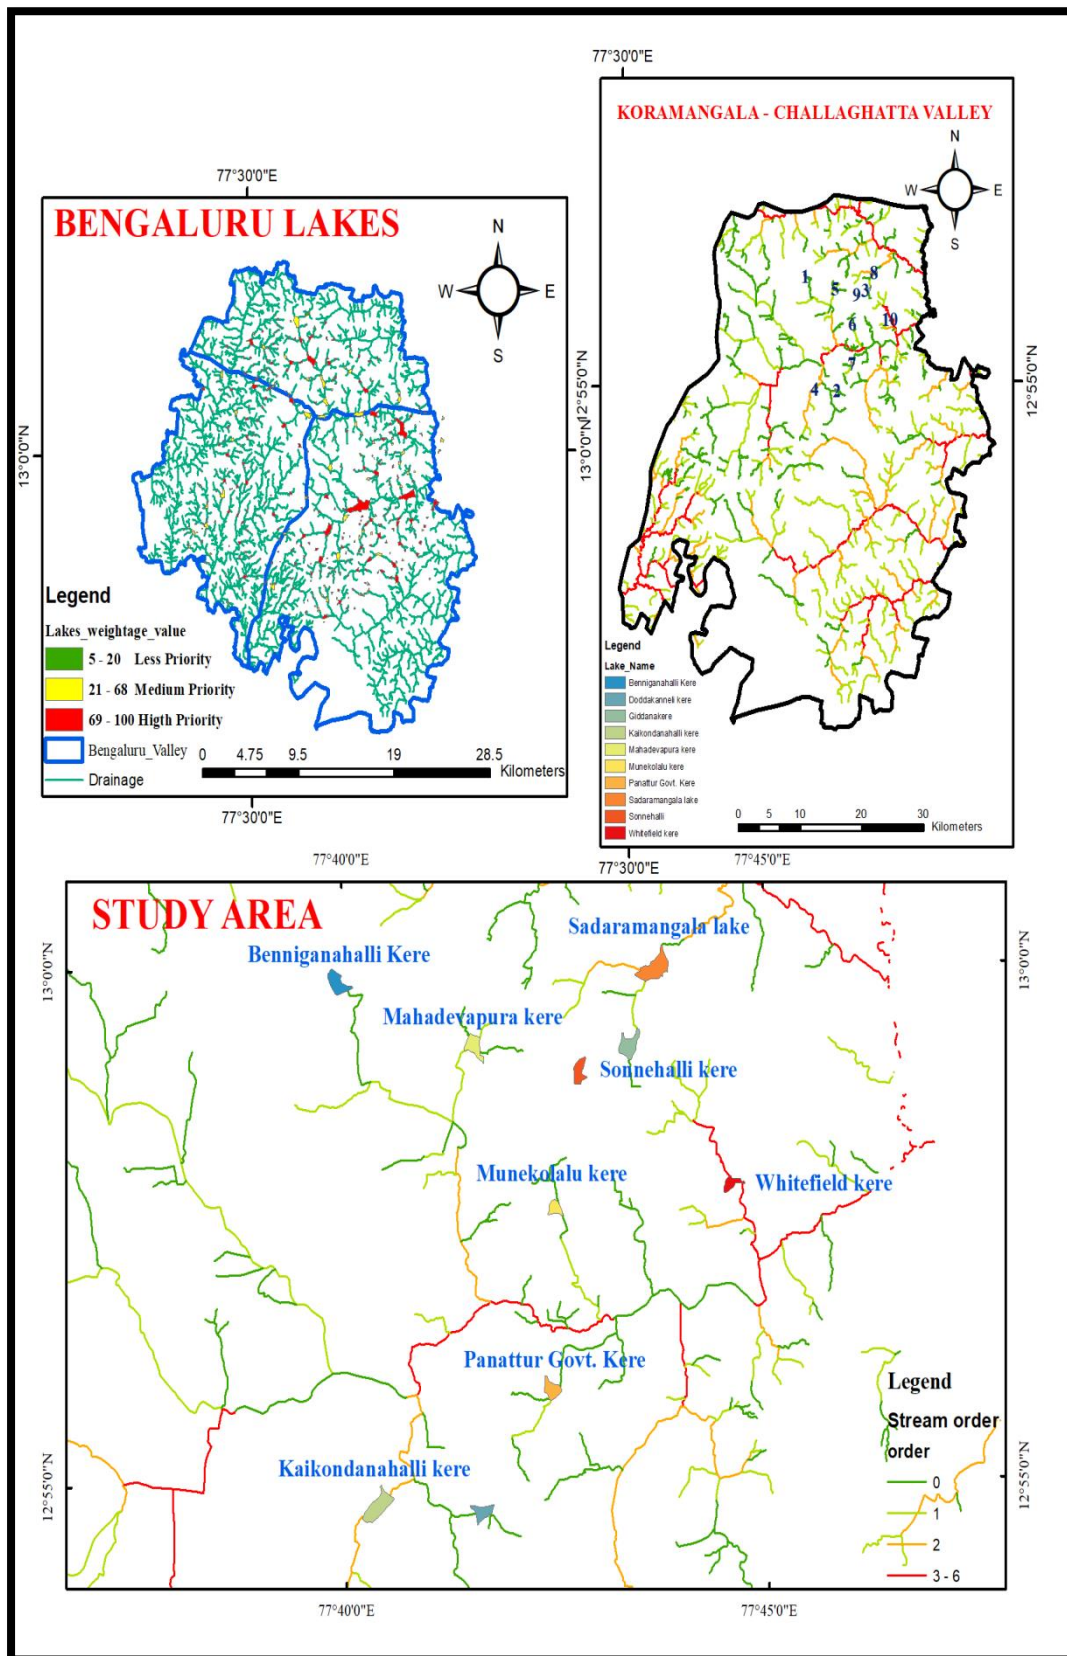 77°30'0"E
KORAMANGALA - CHALLAGHATTA VALLEY
N
W
E
S
1
8
5
9
3
6
10
7
4
2
12°55'0"N
12°55'0"N
Legend
Lake_Name
Benniganahalli Kere
Doddakanneli kere
Giddanakere
Kaikondanahalli kere
Mahadevapura kere
Munekolalu kere
Panattur Govt. Kere
Sadaramangala lake
Sonnehalli
Whitefield kere
0 5 10 20 30
Kilometers
77°30'0"E
77°30'0"E
BENGALURU LAKES
N
W
E
S
13°0'0"N
13°0'0"N
Legend
Lakes_weightage_value
5 - 20 Less Priority
21 - 68 Medium Priority
69 - 100 Higth Priority
Bengaluru_Valley
Drainage
0 4.75 9.5 19 28.5
Kilometers
77°30'0"E
77°40'0"E
77°45'0"E
STUDY AREA
Sadaramangala lake
Benniganahalli Kere
13°0'0"N
13°0'0"N
Mahadevapura kere
Sonnehalli kere
Munekolalu kere
Whitefield kere
Panattur Govt. Kere
Kaikondanahalli kere
12°55'0"N
12°55'0"N
Legend
Stream order
order
0
1
2
3 - 6
77°40'0"E
77°45'0"E